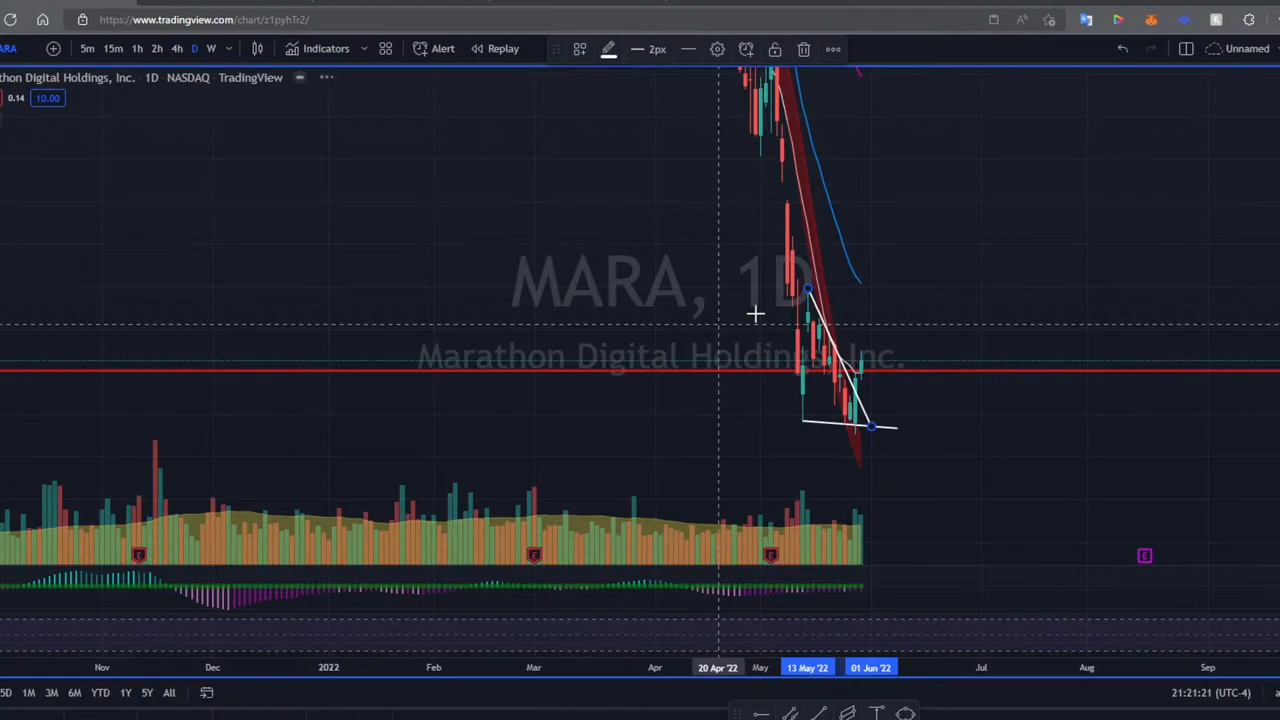 https://www.tradingview.com/chart/z1pyhTr2/
ARA 5m 15m 1h 2h 4h D W Indicators Alert Replay 2px Unnamed
athon Digital Holdings, Inc. · 1D · NASDAQ · TradingView
0.14 10.00
MARA, 1D
Marathon Digital Holdings, Inc.
E E E E
Nov Dec 2022 Feb Mar Apr 20 Apr '22 May 13 May '22 01 Jun '22 Jul Aug Sep
5D 1M 3M 6M YTD 1Y 5Y All 21:21:21 (UTC-4)